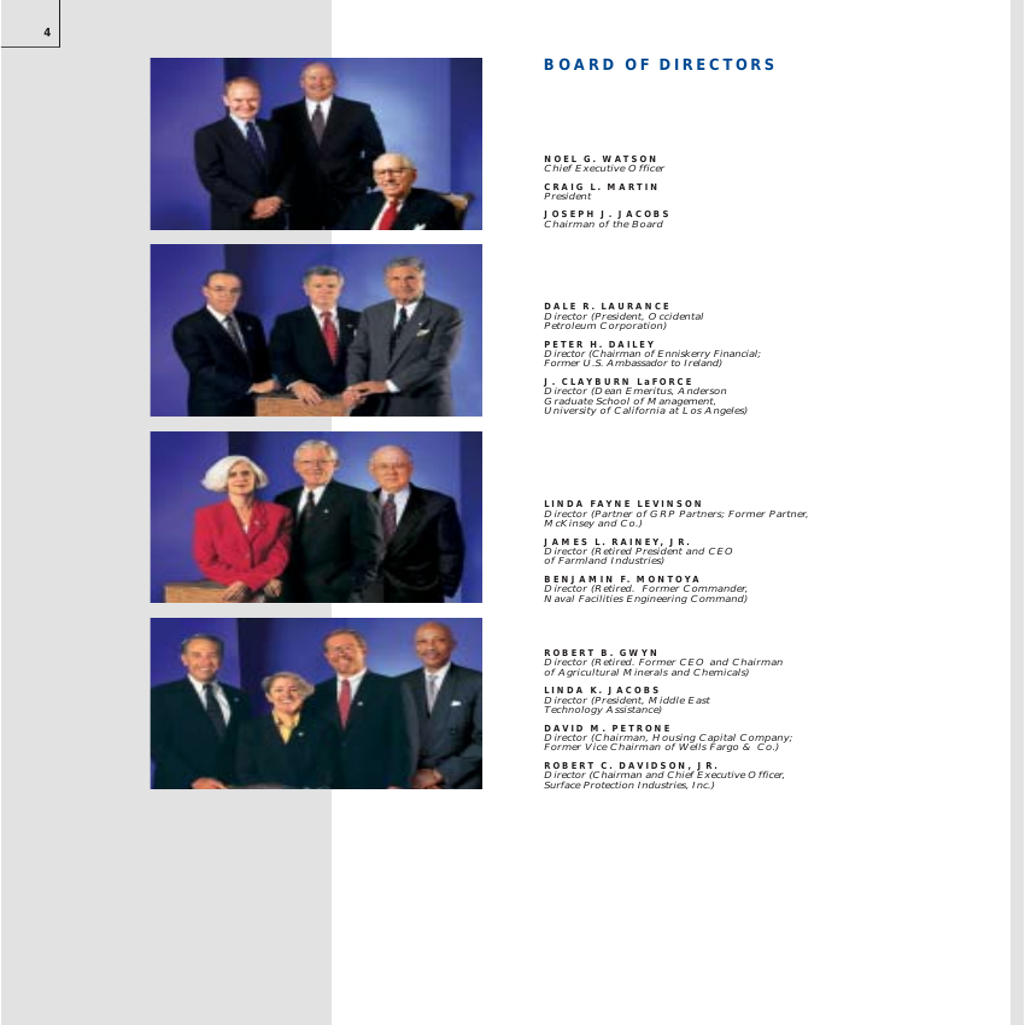 4
BOARD OF DIRECTORS
NOEL G. WATSON
Chief Executive Officer
CRAIG L. MARTIN
President
JOSEPH J. JACOBS
Chairman of the Board
DALE R. LAURANCE
Director (President, Occidental
Petroleum Corporation)
PETER H. DAILEY
Director (Chairman of Enniskerry Financial;
Former U.S. Ambassador to Ireland)
J. CLAYBURN LaFORCE
Director (Dean Emeritus, Anderson
Graduate School of Management,
University of California at Los Angeles)
LINDA FAYNE LEVINSON
Director (Partner of GRP Partners; Former Partner,
McKinsey and Co.)
JAMES L. RAINEY, JR.
Director (Retired President and CEO
of Farmland Industries)
BENJAMIN F. MONTOYA
Director (Retired. Former Commander,
Naval Facilities Engineering Command)
ROBERT B. GWYN
Director (Retired. Former CEO and Chairman
of Agricultural Minerals and Chemicals)
LINDA K. JACOBS
Director (President, Middle East
Technology Assistance)
DAVID M. PETRONE
Director (Chairman, Housing Capital Company;
Former Vice Chairman of Wells Fargo & Co.)
ROBERT C. DAVIDSON, JR.
Director (Chairman and Chief Executive Officer,
Surface Protection Industries, Inc.)